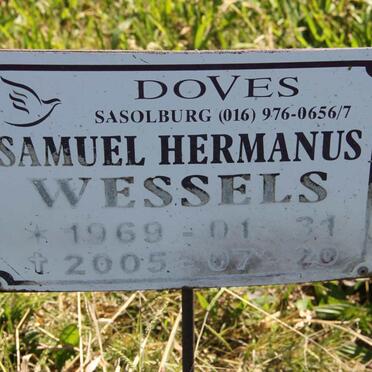 DOVES
SASOLBURG (016) 976-0656/7
SAMUEL HERMANUS
WESSELS
* 1969-01 31
✝ 2005-07-20